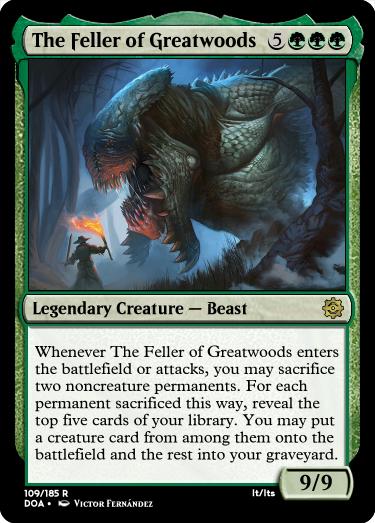 The Feller of Greatwoods 5
Legendary Creature — Beast
Whenever The Feller of Greatwoods enters
the battlefield or attacks, you may sacrifice
two noncreature permanents. For each
permanent sacrificed this way, reveal the
top five cards of your library. You may put
a creature card from among them onto the
battlefield and the rest into your graveyard.
9/9
109/185 R It/Its
DOA • Victor Fernández